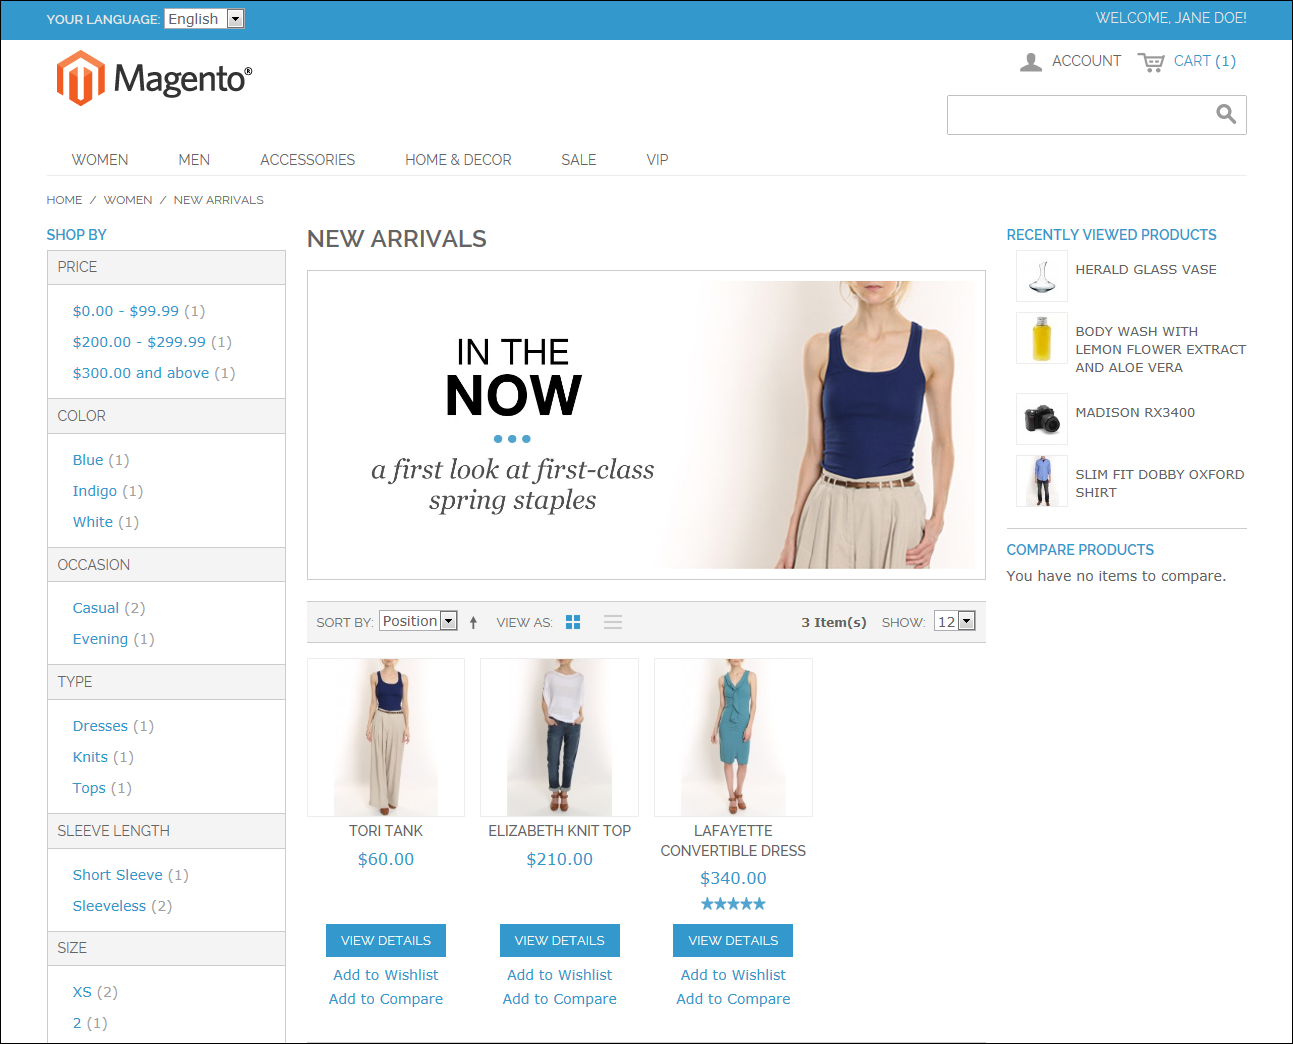 YOUR LANGUAGE: English
WELCOME, JANE DOE!
Magento®
ACCOUNT
CART (1)
WOMEN MEN ACCESSORIES HOME & DECOR SALE VIP
HOME / WOMEN / NEW ARRIVALS
SHOP BY
PRICE
$0.00 - $99.99 (1)
$200.00 - $299.99 (1)
$300.00 and above (1)
COLOR
Blue (1)
Indigo (1)
White (1)
OCCASION
Casual (2)
Evening (1)
TYPE
Dresses (1)
Knits (1)
Tops (1)
SLEEVE LENGTH
Short Sleeve (1)
Sleeveless (2)
SIZE
XS (2)
2 (1)
NEW ARRIVALS
IN THE
NOW
a first look at first-class
spring staples
SORT BY: Position VIEW AS: 3 Item(s) SHOW: 12
TORI TANK
$60.00
VIEW DETAILS
Add to Wishlist
Add to Compare
ELIZABETH KNIT TOP
$210.00
VIEW DETAILS
Add to Wishlist
Add to Compare
LAFAYETTE
CONVERTIBLE DRESS
$340.00
VIEW DETAILS
Add to Wishlist
Add to Compare
RECENTLY VIEWED PRODUCTS
HERALD GLASS VASE
BODY WASH WITH
LEMON FLOWER EXTRACT
AND ALOE VERA
MADISON RX3400
SLIM FIT DOBBY OXFORD
SHIRT
COMPARE PRODUCTS
You have no items to compare.